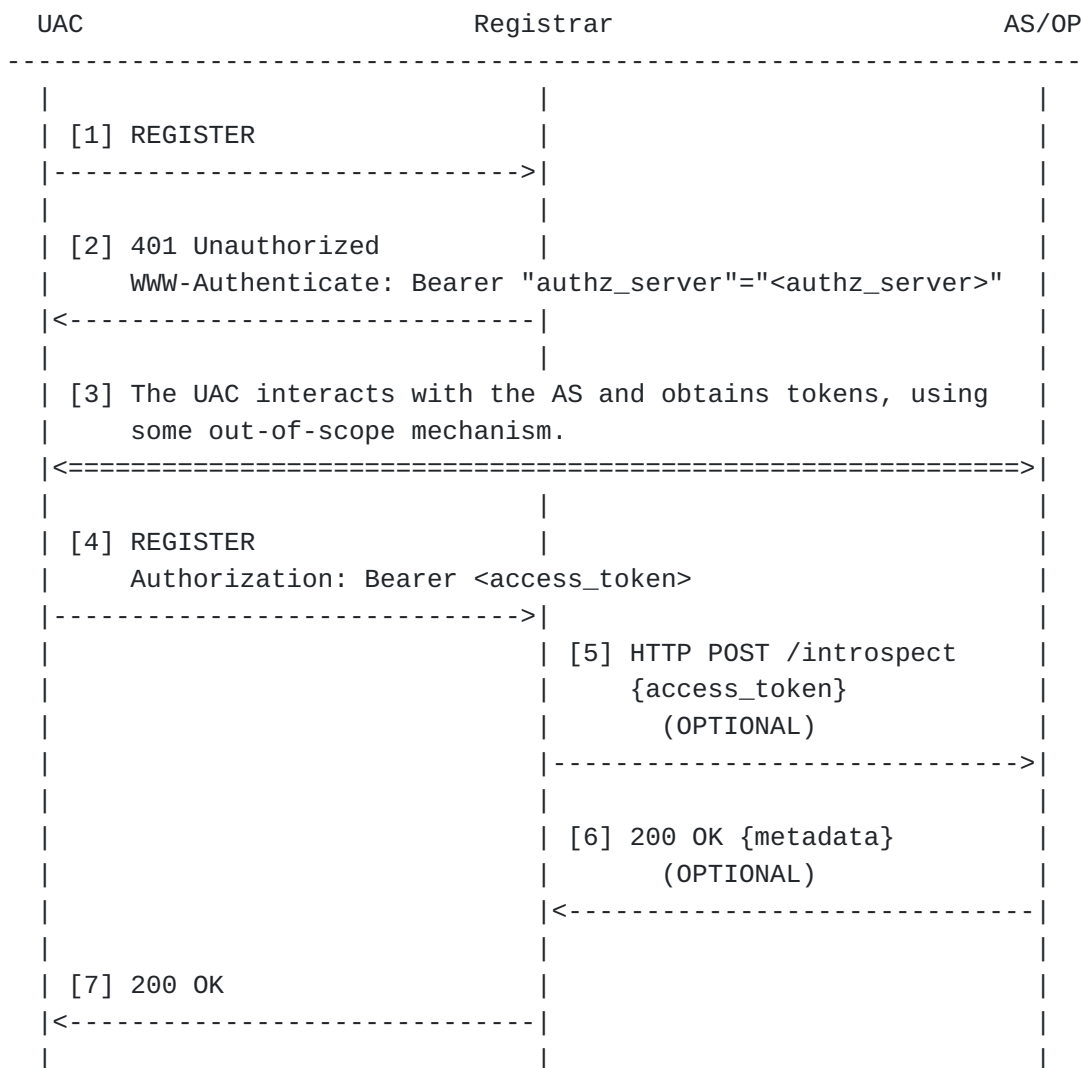 UAC Registrar AS/OP
[1] REGISTER
[2] 401 Unauthorized
WWW-Authenticate: Bearer "authz_server"="<authz_server>"
[3] The UAC interacts with the AS and obtains tokens, using
some out-of-scope mechanism.
[4] REGISTER
Authorization: Bearer <access_token>
[5] HTTP POST /introspect
{access_token}
(OPTIONAL)
[6] 200 OK {metadata}
(OPTIONAL)
[7] 200 OK